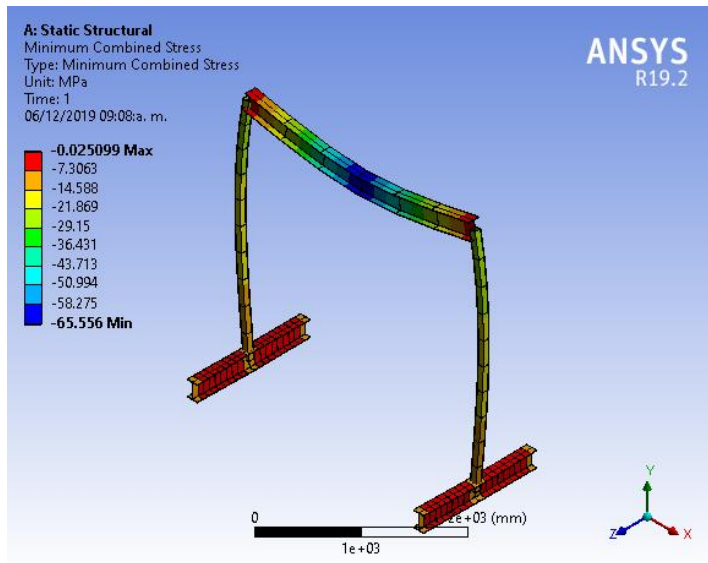 A: Static Structural
Minimum Combined Stress
Type: Minimum Combined Stress
Unit: MPa
Time: 1
06/12/2019 09:08:a. m.
ANSYS
R19.2
-0.025099 Max
-7.3063
-14.588
-21.869
-29.15
-36.431
-43.713
-50.994
-58.275
-65.556 Min
0
2e+03 (mm)
1e+03
Y
Z
X